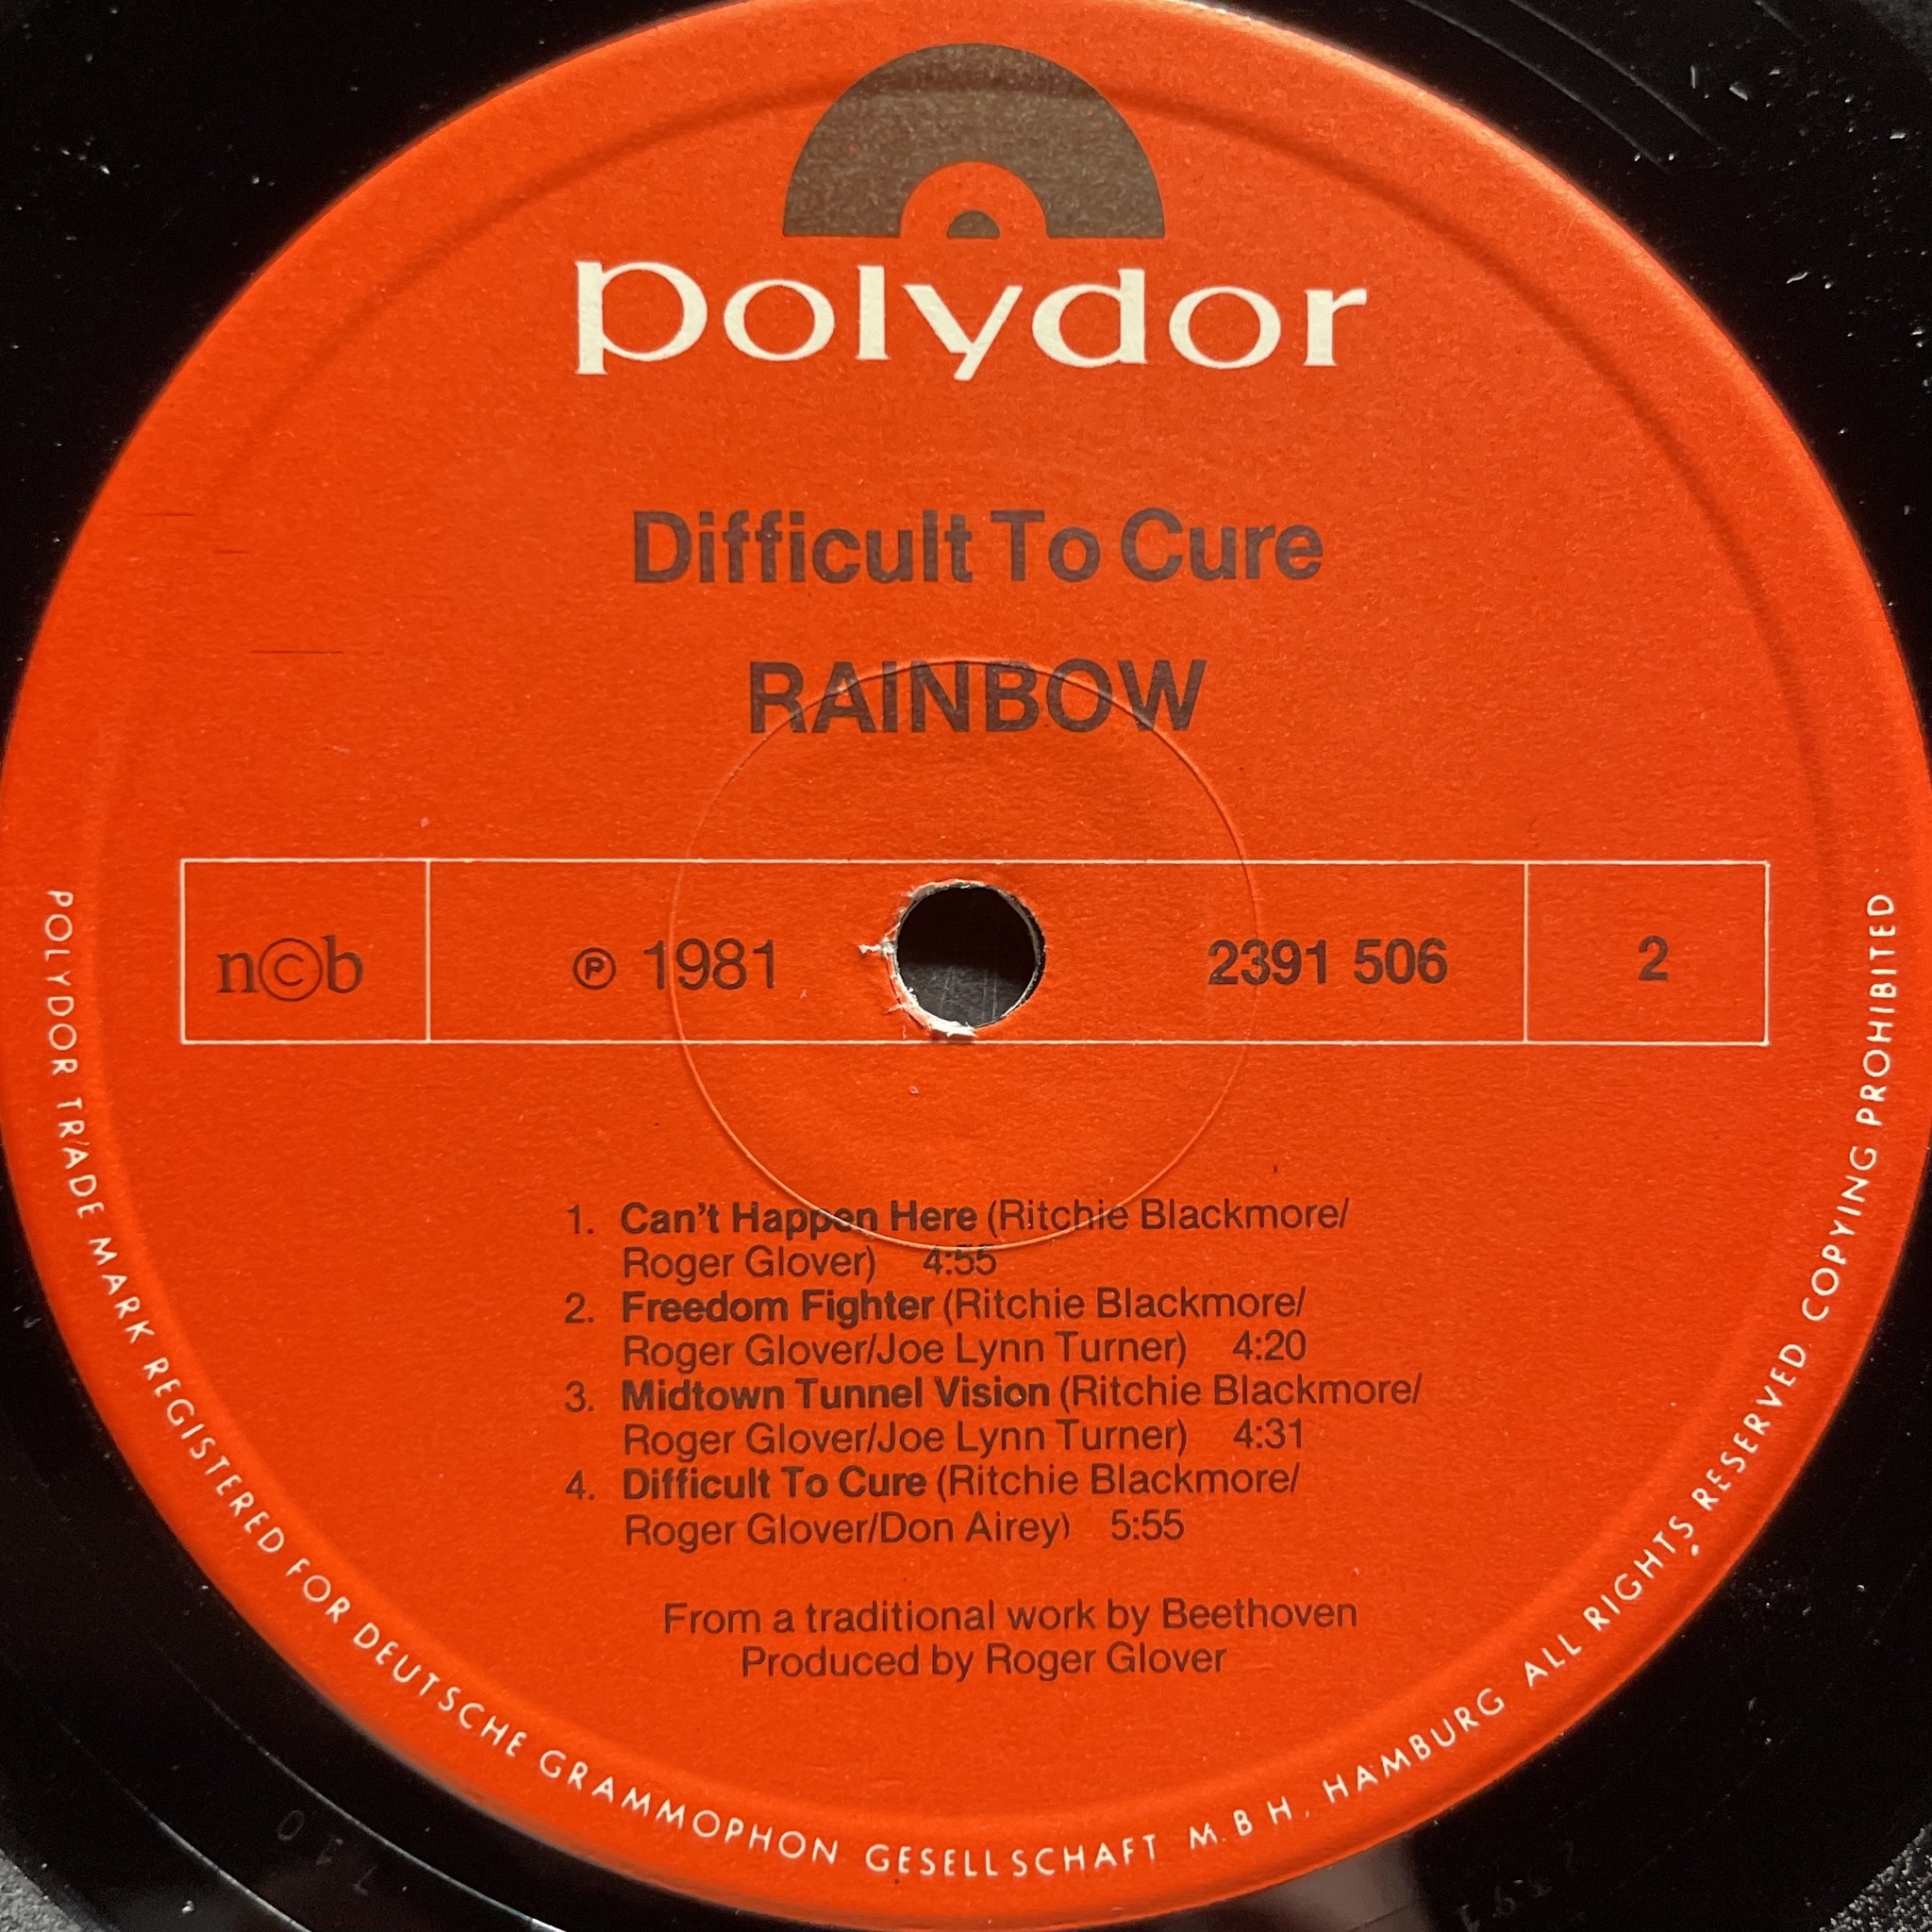 polydor
Difficult To Cure
RAINBOW
n©b
℗ 1981
2391 506
2
1. Can't Happen Here (Ritchie Blackmore/
Roger Glover) 4:55
2. Freedom Fighter (Ritchie Blackmore/
Roger Glover/Joe Lynn Turner) 4:20
3. Midtown Tunnel Vision (Ritchie Blackmore/
Roger Glover/Joe Lynn Turner) 4:31
4. Difficult To Cure (Ritchie Blackmore/
Roger Glover/Don Airey) 5:55
From a traditional work by Beethoven
Produced by Roger Glover
POLYDOR TRADE MARK REGISTERED FOR DEUTSCHE GRAMMOPHON GESELLSCHAFT M.B H. HAMBURG ALL RIGHTS RESERVED. COPYING PROHIBITED